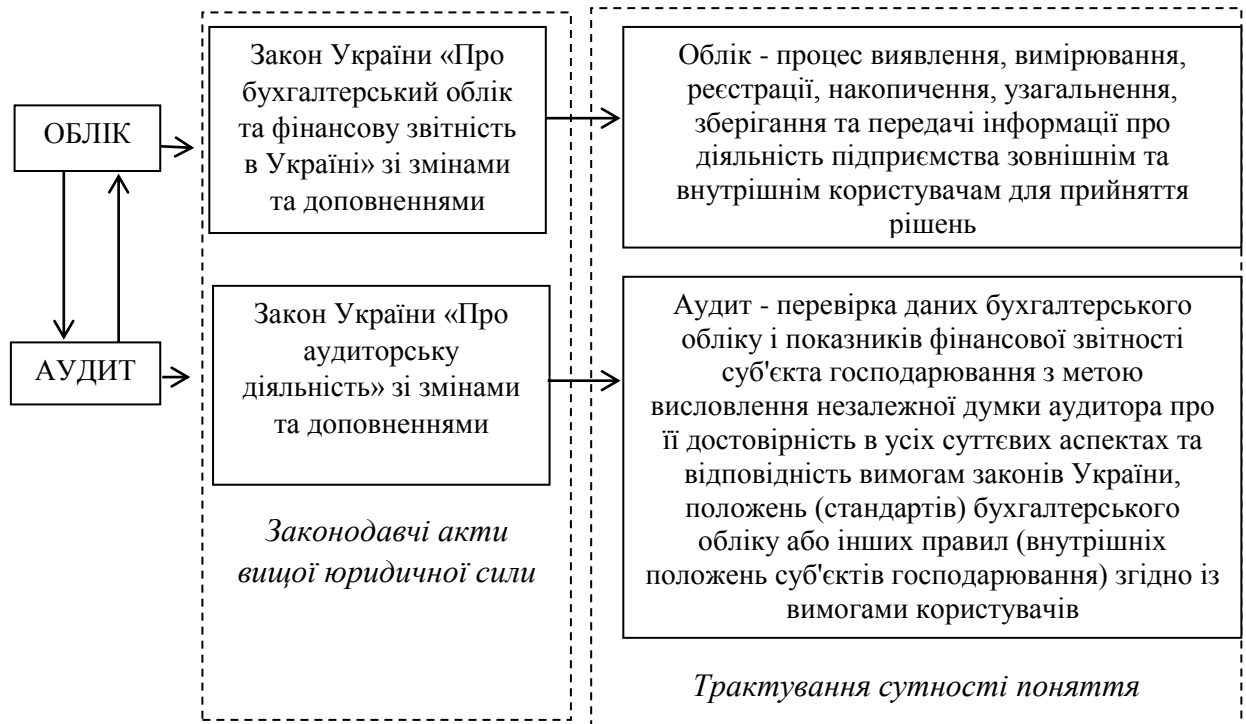 ОБЛІК
Закон України «Про
бухгалтерський облік
та фінансову звітність
в Україні» зі змінами
та доповненнями
Облік - процес виявлення, вимірювання,
реєстрації, накопичення, узагальнення,
зберігання та передачі інформації про
діяльність підприємства зовнішнім та
внутрішнім користувачам для прийняття
рішень
АУДИТ
Закон України «Про
аудиторську
діяльність» зі змінами
та доповненнями
Аудит - перевірка даних бухгалтерського
обліку і показників фінансової звітності
суб'єкта господарювання з метою
висловлення незалежної думки аудитора про
її достовірність в усіх суттєвих аспектах та
відповідність вимогам законів України,
положень (стандартів) бухгалтерського
обліку або інших правил (внутрішніх
положень суб'єктів господарювання) згідно із
вимогами користувачів
Законодавчі акти
вищої юридичної сили
Трактування сутності поняття